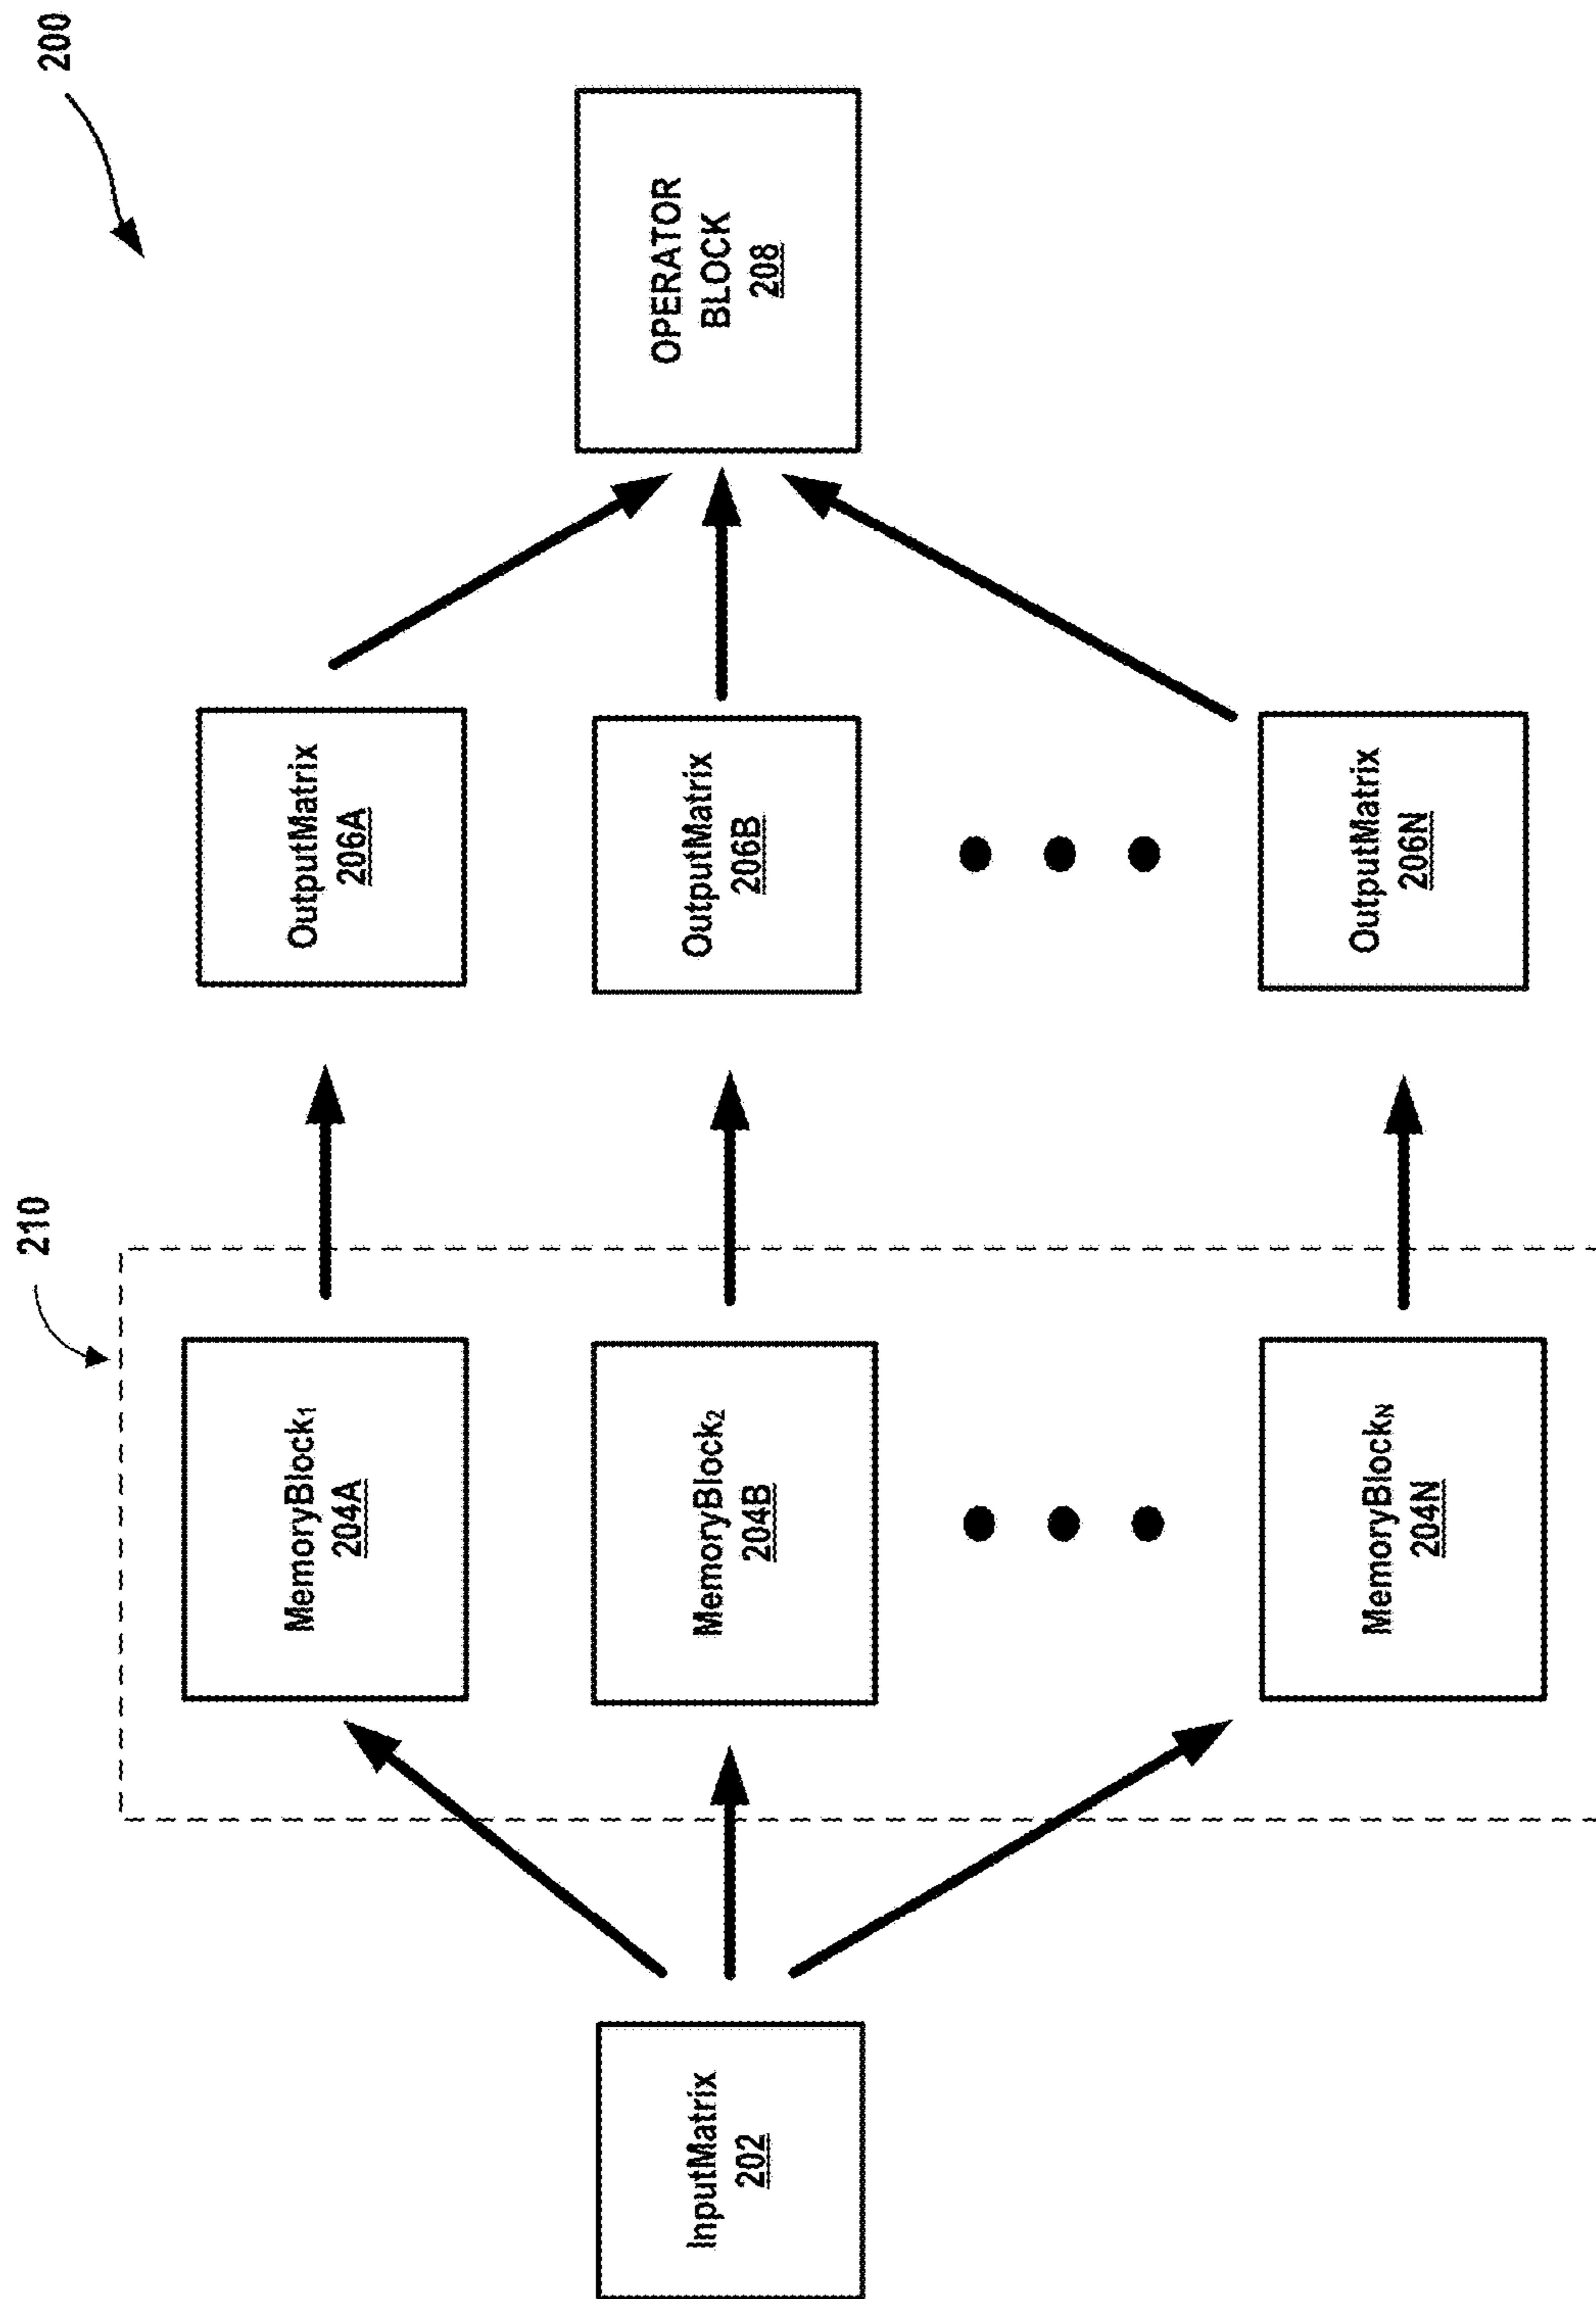 200
210
InputMatrix
202
MemoryBlock₁
204A
MemoryBlock₂
204B
MemoryBlockN
204N
OutputMatrix
206A
OutputMatrix
206B
OutputMatrix
206N
OPERATOR
BLOCK
208